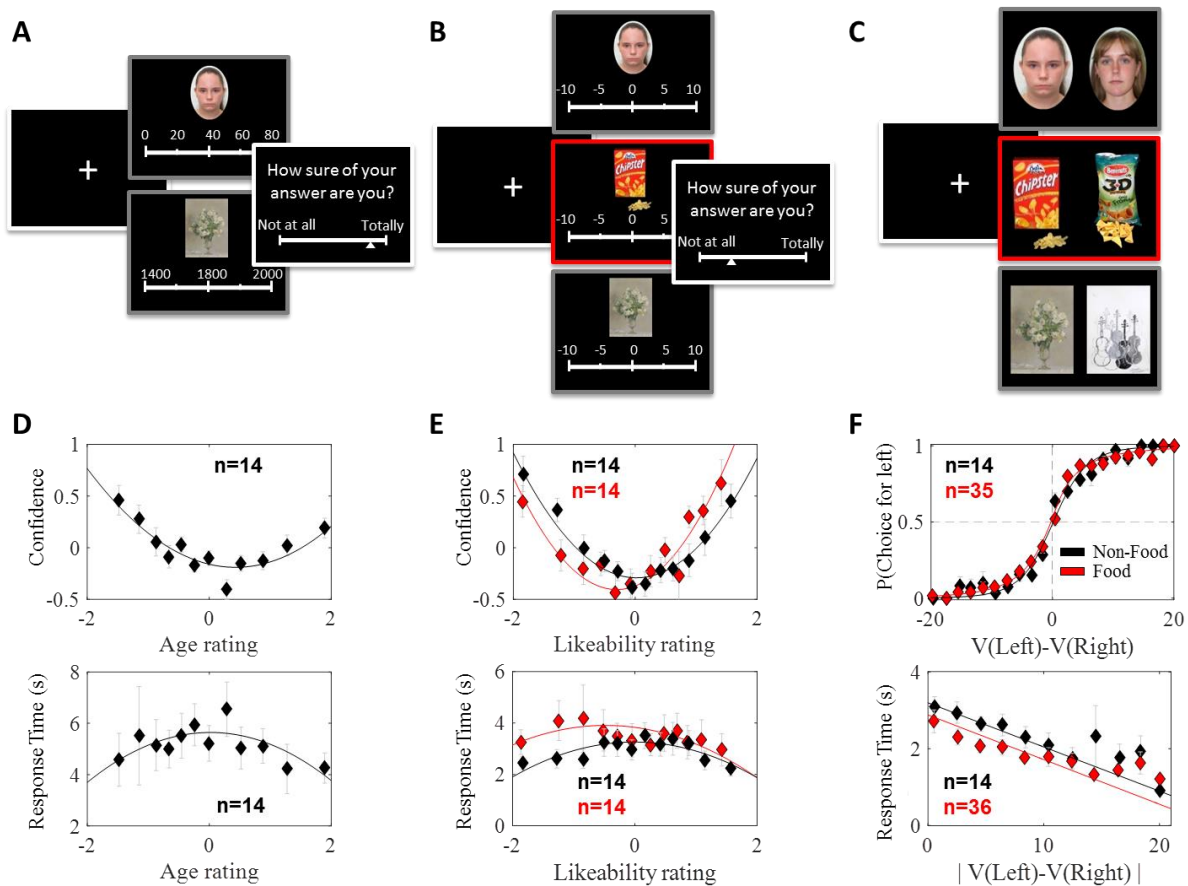 A
B
C
0 20 40 60 80
1400 1800 2000
How sure of your
answer are you?
Not at all Totally
-10 -5 0 5 10
Chipster
-10 -5 0 5
-10 -5 0 5 10
How sure of your
answer are you?
Not at all Totally
Chipster
3-D
D
n=14
Confidence
1
0.5
0
-0.5
-2 0 2
Age rating
Response Time (s)
8
6
4
2
n=14
-2 0 2
Age rating
E
n=14
n=14
Confidence
1
0.5
0
-0.5
-2 -1 0 1 2
Likeability rating
Response Time (s)
6
4
2
0
n=14
n=14
-2 -1 0 1 2
Likeability rating
F
n=14
n=35
P(Choice for left)
1
0.5
0
Non-Food
Food
-20 0 20
V(Left)-V(Right)
Response Time (s)
4
2
0
n=14
n=36
0 10 20
| V(Left)-V(Right) |